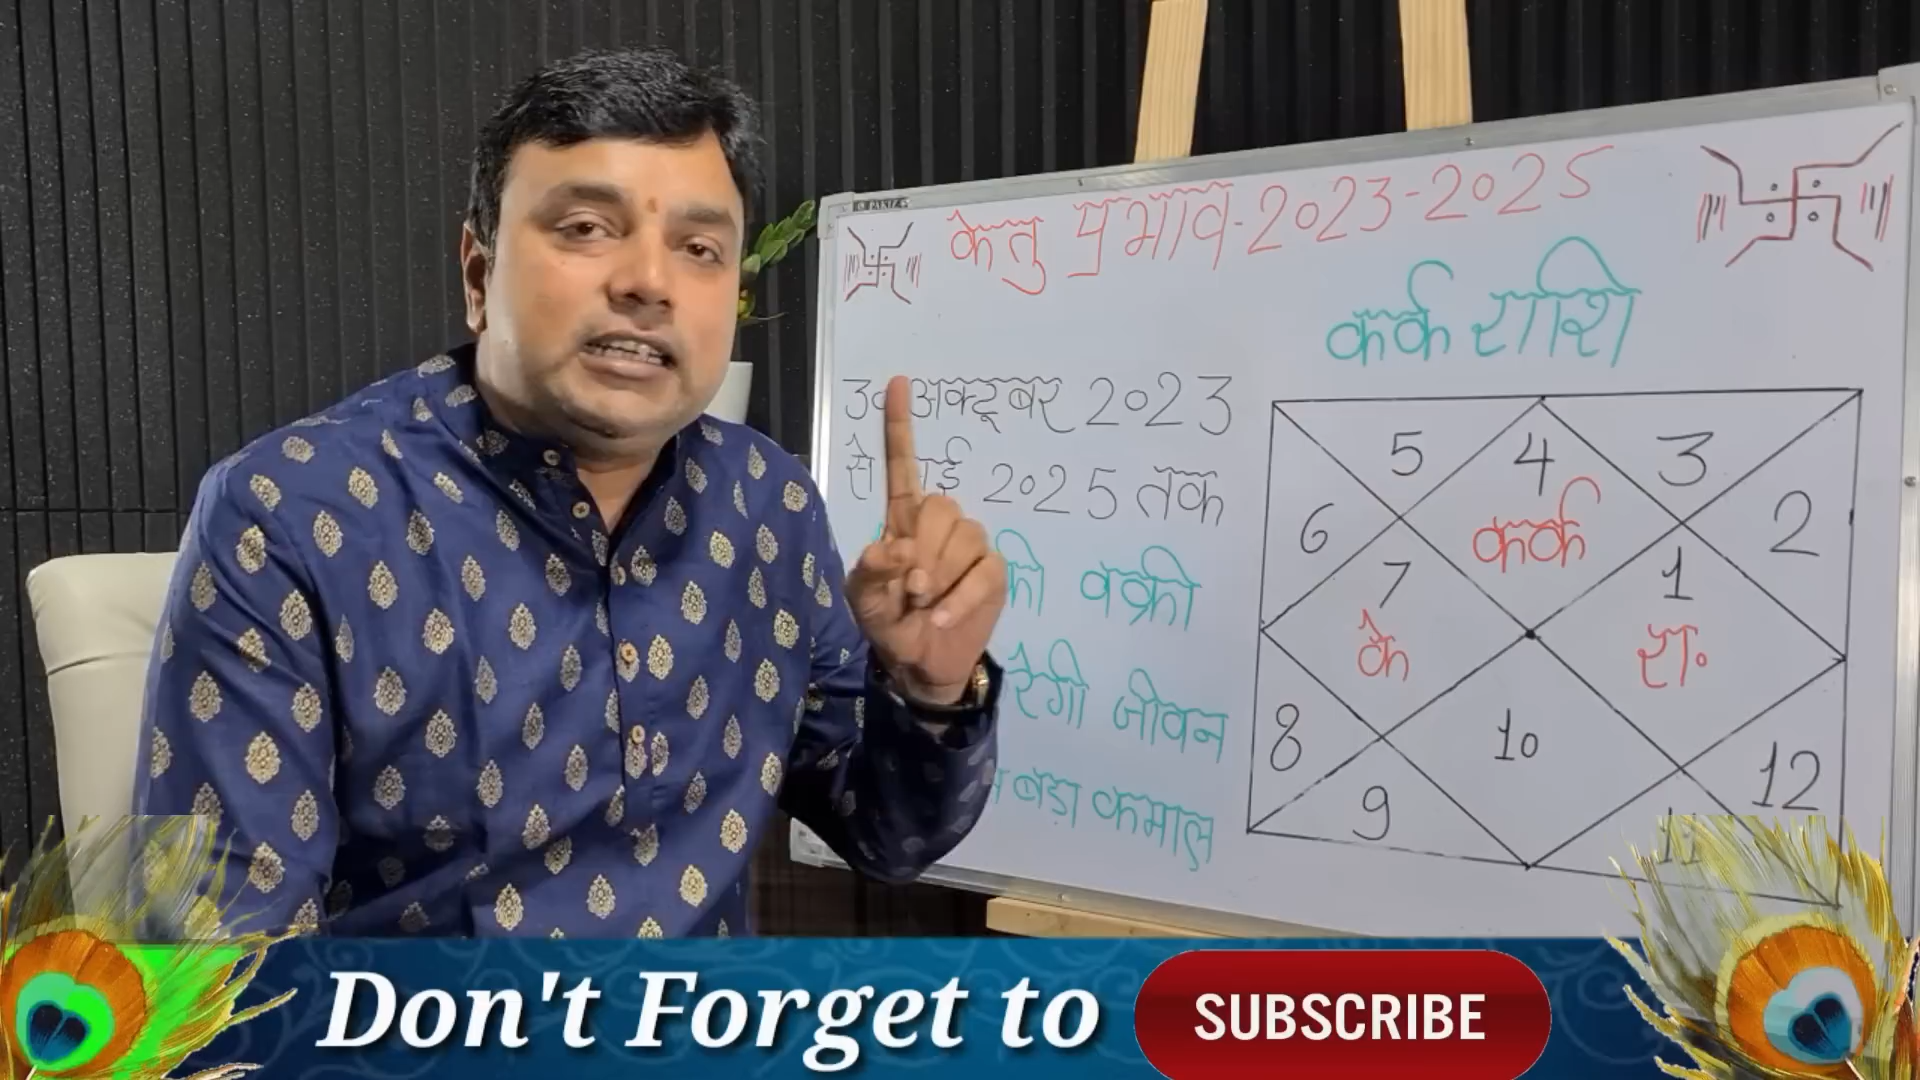 केतु प्रभाव-2023-2025
कर्क राशि
अक्टूबर 2023
से 2025 तक
की वक्री
जीवन
बड़ा कमाल
5 4 3
6 कर्क 2
7 1
के रा॰
8 10 12
9 11
Don't Forget to SUBSCRIBE